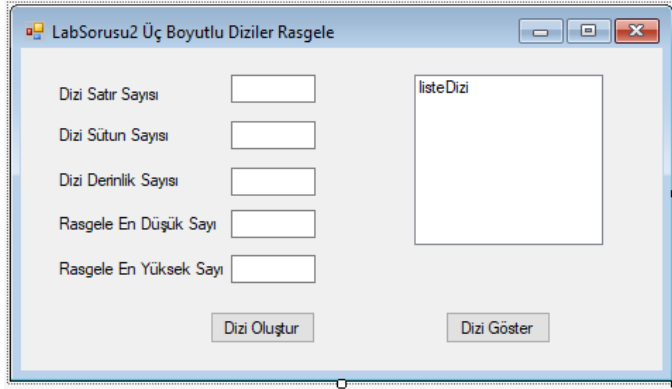 LabSorusu2 Üç Boyutlu Diziler Rasgele
Dizi Satır Sayısı
listeDizi
Dizi Sütun Sayısı
Dizi Derinlik Sayısı
Rasgele En Düşük Sayı
Rasgele En Yüksek Sayı
Dizi Oluştur
Dizi Göster